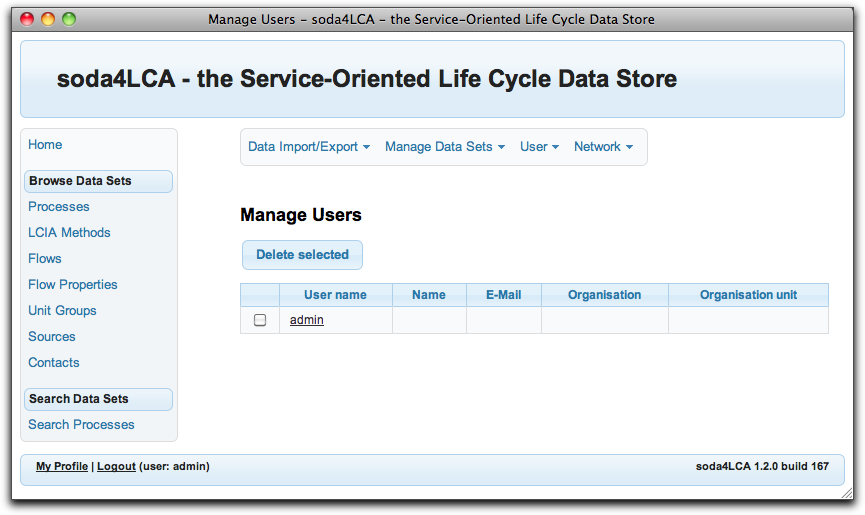 Manage Users – soda4LCA – the Service-Oriented Life Cycle Data Store
soda4LCA - the Service-Oriented Life Cycle Data Store
Home
Browse Data Sets
Processes
LCIA Methods
Flows
Flow Properties
Unit Groups
Sources
Contacts
Search Data Sets
Search Processes
Data Import/Export Manage Data Sets User Network
Manage Users
Delete selected
User name Name E-Mail Organisation Organisation unit
admin
My Profile | Logout (user: admin) soda4LCA 1.2.0 build 167